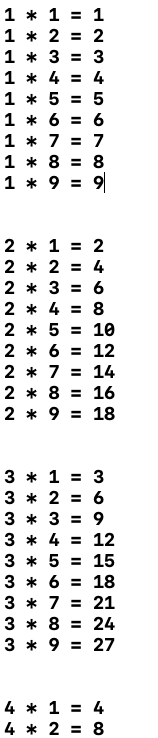 1 * 1 = 1
1 * 2 = 2
1 * 3 = 3
1 * 4 = 4
1 * 5 = 5
1 * 6 = 6
1 * 7 = 7
1 * 8 = 8
1 * 9 = 9
2 * 1 = 2
2 * 2 = 4
2 * 3 = 6
2 * 4 = 8
2 * 5 = 10
2 * 6 = 12
2 * 7 = 14
2 * 8 = 16
2 * 9 = 18
3 * 1 = 3
3 * 2 = 6
3 * 3 = 9
3 * 4 = 12
3 * 5 = 15
3 * 6 = 18
3 * 7 = 21
3 * 8 = 24
3 * 9 = 27
4 * 1 = 4
4 * 2 = 8